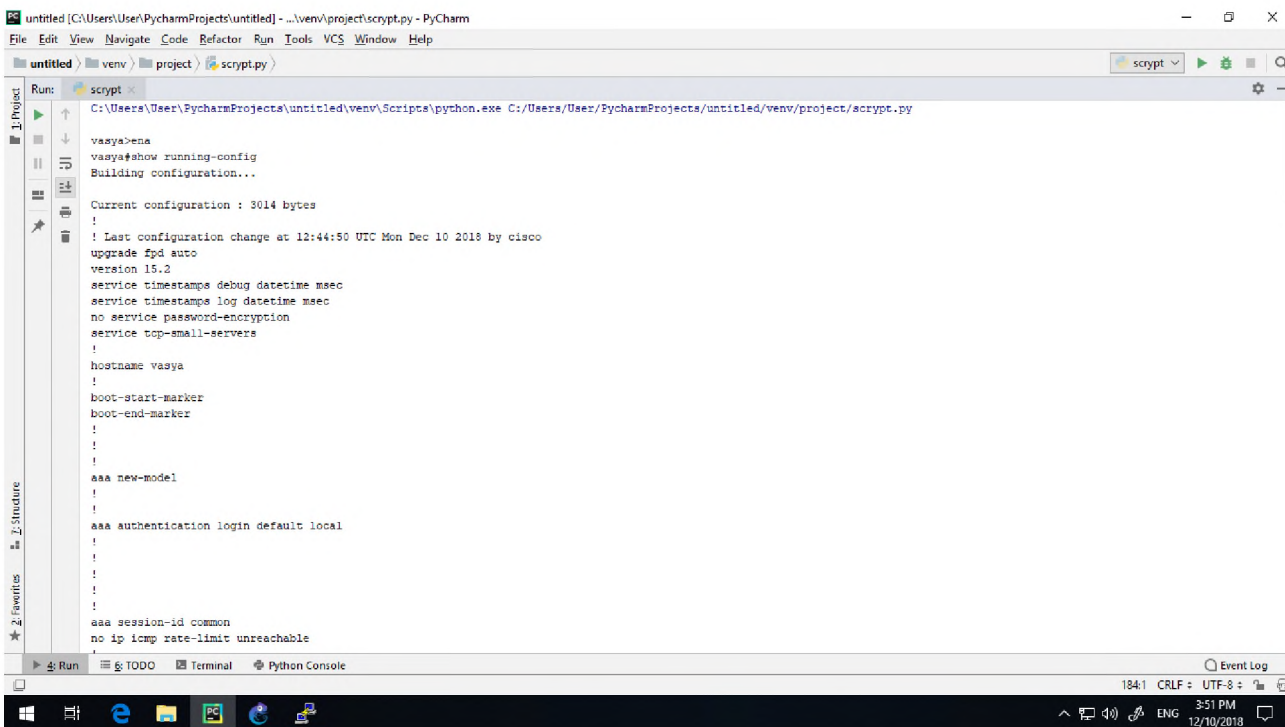 untitled [C:\Users\User\PycharmProjects\untitled] - ...\venv\project\scrypt.py - PyCharm
File Edit View Navigate Code Refactor Run Tools VCS Window Help
untitled venv project scrypt.py
scrypt
Run: scrypt
1: Project
C:\Users\User\PycharmProjects\untitled\venv\Scripts\python.exe C:/Users/User/PycharmProjects/untitled/venv/project/scrypt.py
vasya>ena
vasya#show running-config
Building configuration...
Current configuration : 3014 bytes
!
! Last configuration change at 12:44:50 UTC Mon Dec 10 2018 by cisco
upgrade fpd auto
version 15.2
service timestamps debug datetime msec
service timestamps log datetime msec
no service password-encryption
service tcp-small-servers
!
hostname vasya
!
boot-start-marker
boot-end-marker
!
!
!
aaa new-model
!
!
aaa authentication login default local
!
!
!
!
!
aaa session-id common
no ip icmp rate-limit unreachable
!
7: Structure
2: Favorites
4: Run 6: TODO Terminal Python Console Event Log
184:1 CRLF UTF-8
PC
ENG 3:51 PM
12/10/2018